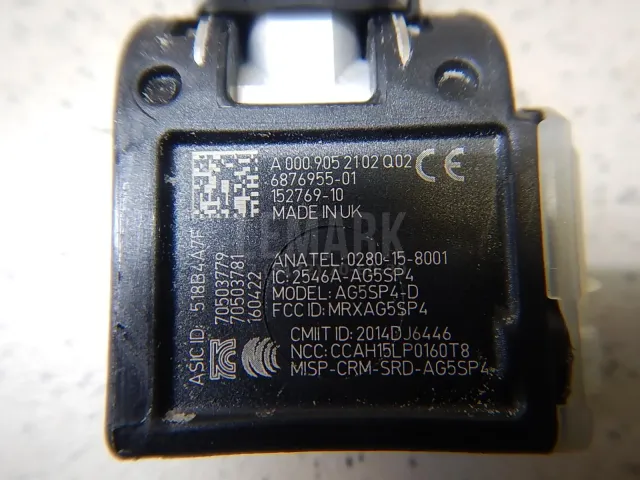 A 000 905 2102 Q02
6876955-01
152769-10
MADE IN UK
CE
ANATEL: 0280-15-8001
IC: 2546A-AG5SP4
MODEL: AG5SP4-D
FCC ID: MRXAG5SP4
CMIIT ID: 2014DJ6446
NCC: CCAH15LP0160T8
MISP-CRM-SRD-AG5SP4
ASIC ID: 518B4A7F
70503779
70503781
160422
LEMARK